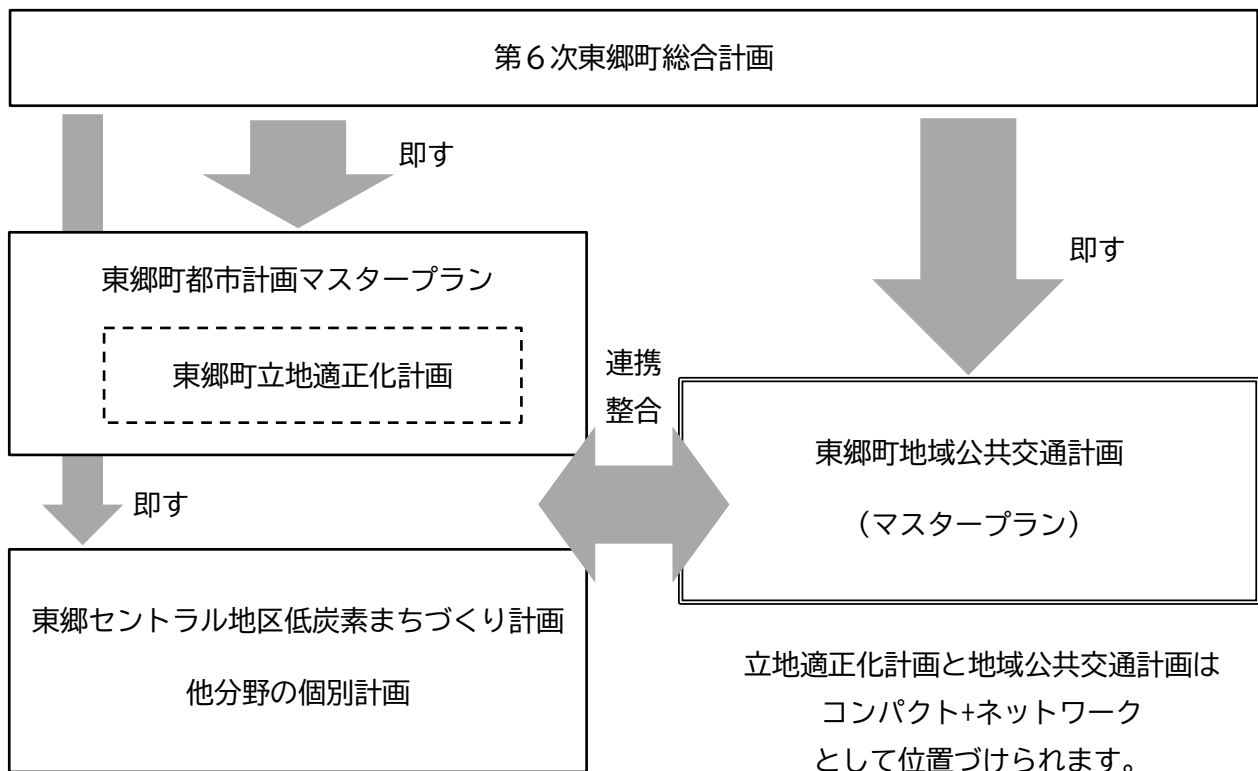 第６次東郷町総合計画
即す
即す
東郷町都市計画マスタープラン
東郷町立地適正化計画
連携
整合
東郷町地域公共交通計画
（マスタープラン）
即す
東郷セントラル地区低炭素まちづくり計画
他分野の個別計画
立地適正化計画と地域公共交通計画は
コンパクト+ネットワーク
として位置づけられます。